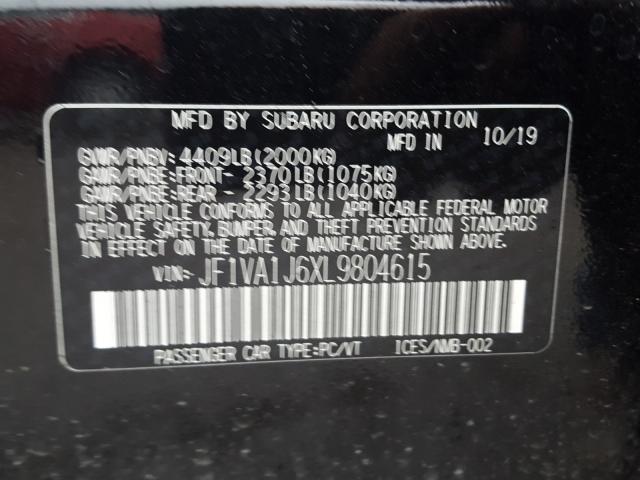 MFD BY SUBARU CORPORATION
MFD IN 10/19
GVWR/PNBV: 4409LB(2000KG)
GAWR/PNBE:FRONT- 2370LB(1075KG)
GAWR/PNBE:REAR - 2293LB(1040KG)
THIS VEHICLE CONFORMS TO ALL APPLICABLE FEDERAL MOTOR
VEHICLE SAFETY, BUMPER, AND THEFT PREVENTION STANDARDS
IN EFFECT ON THE DATE OF MANUFACTURE SHOWN ABOVE.
VIN: JF1VA1J6XL9804615
PASSENGER CAR TYPE:PC/VT ICES/NMB-002